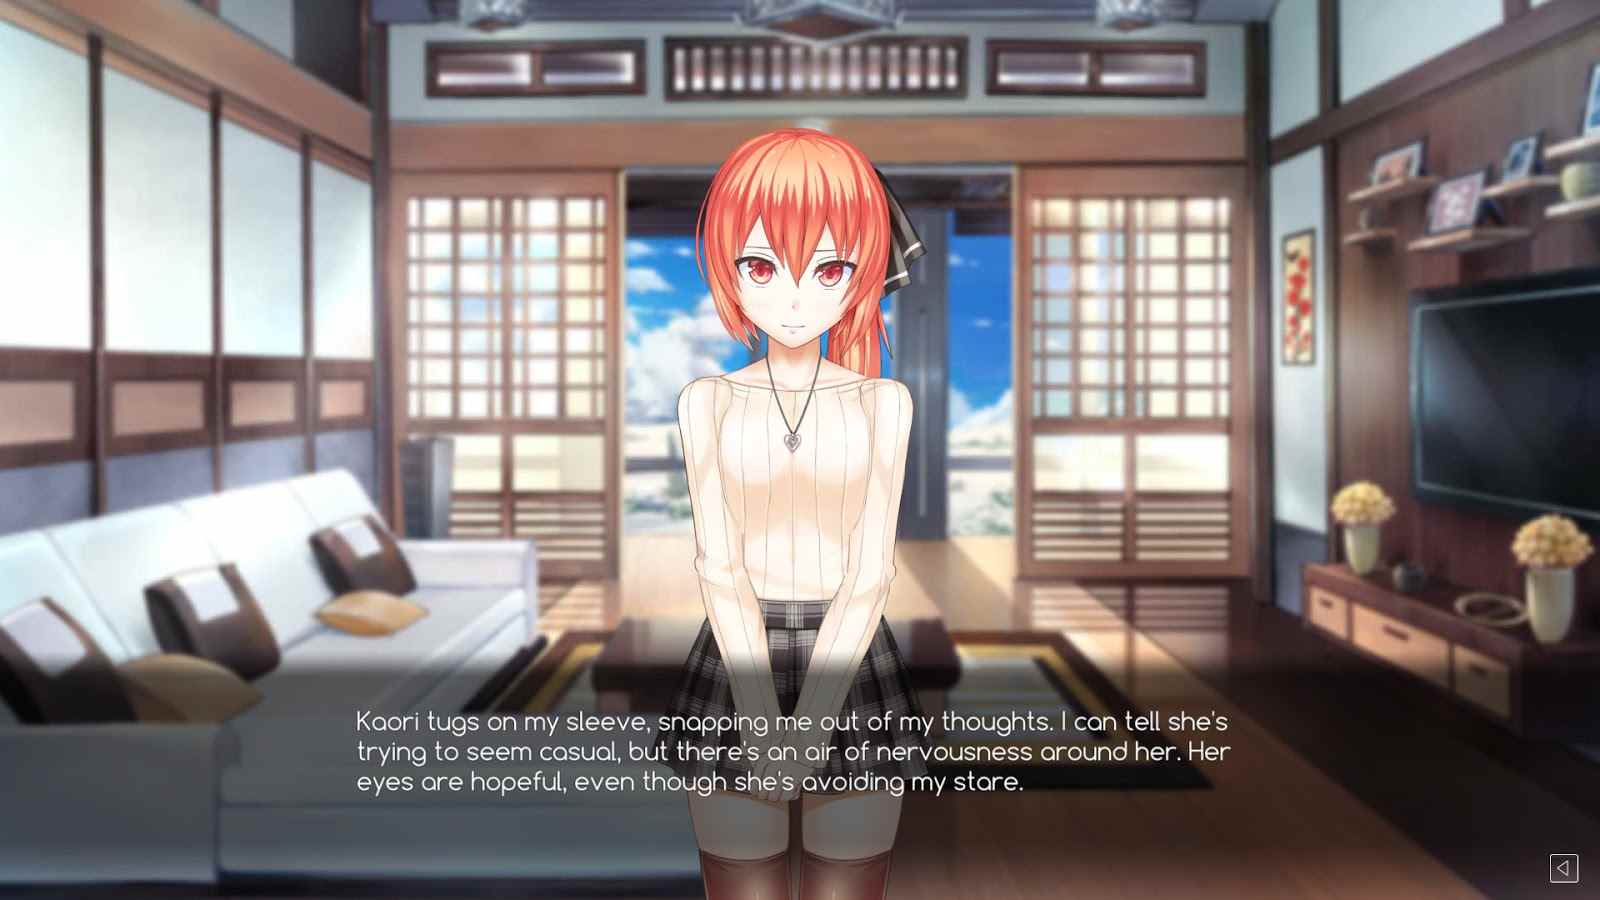 Kaori tugs on my sleeve, snapping me out of my thoughts. I can tell she's
trying to seem casual, but there's an air of nervousness around her. Her
eyes are hopeful, even though she's avoiding my stare.